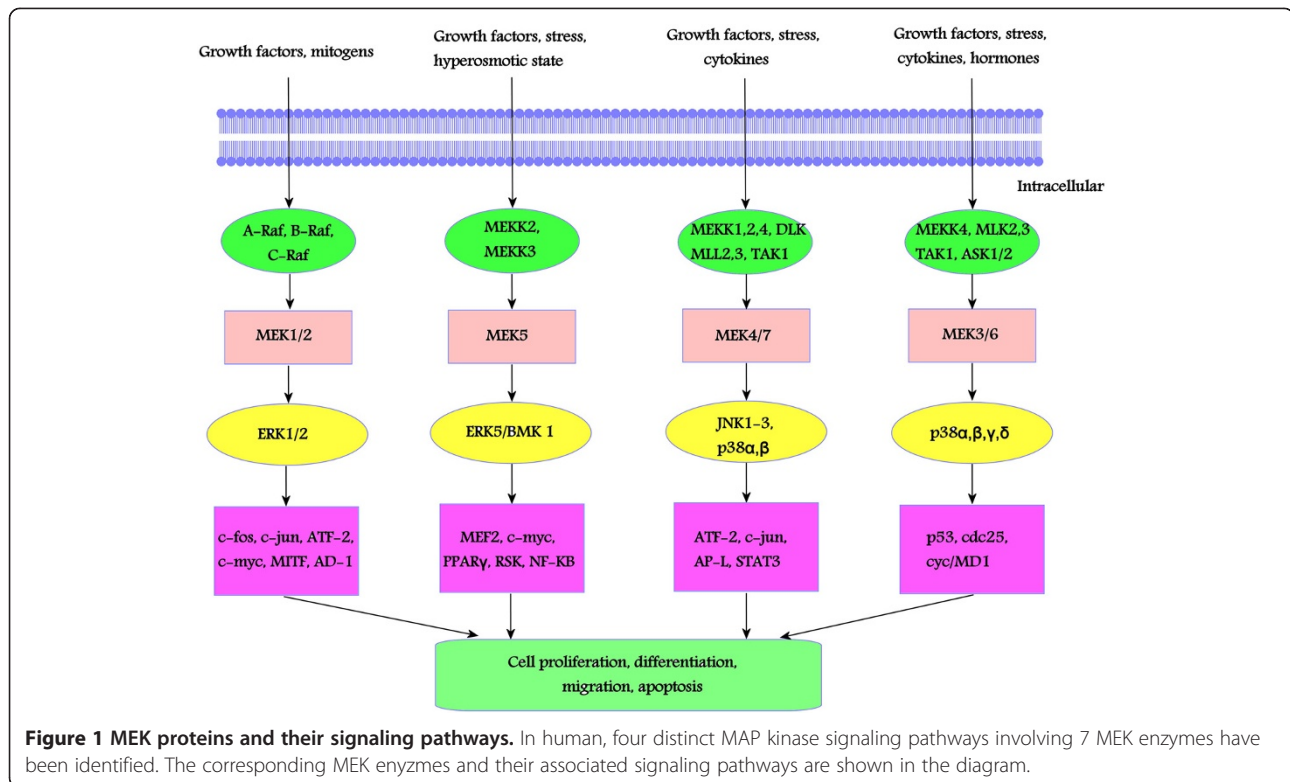 Growth factors, mitogens
Growth factors, stress,
hyperosmotic state
Growth factors, stress,
cytokines
Growth factors, stress,
cytokines, hormones
Intracellular
A-Raf, B-Raf,
C-Raf
MEKK2,
MEKK3
MEKK1,2,4, DLK
MLL2,3, TAK1
MEKK4, MLK2,3
TAK1, ASK1/2
MEK1/2
MEK5
MEK4/7
MEK3/6
ERK1/2
ERK5/BMK 1
JNK1-3,
p38α,β
p38α,β,γ,δ
c-fos, c-jun, ATF-2,
c-myc, MITF, AD-1
MEF2, c-myc,
PPARγ, RSK, NF-KB
ATF-2, c-jun,
AP-L, STAT3
p53, cdc25,
cyc/MD1
Cell proliferation, differentiation,
migration, apoptosis
Figure 1 MEK proteins and their signaling pathways. In human, four distinct MAP kinase signaling pathways involving 7 MEK enzymes have
been identified. The corresponding MEK enyzmes and their associated signaling pathways are shown in the diagram.